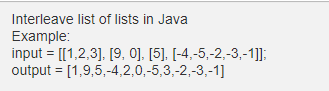 Interleave list of lists in Java
Example:
input = [[1,2,3], [9, 0], [5], [-4,-5,-2,-3,-1]];
output = [1,9,5,-4,2,0,-5,3,-2,-3,-1]